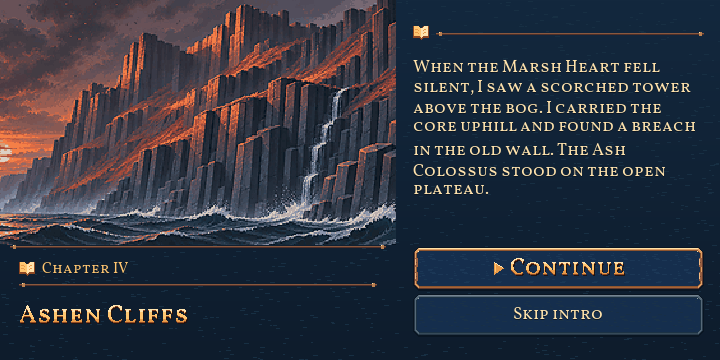 Chapter IV
Ashen Cliffs
When the Marsh Heart fell
silent, I saw a scorched tower
above the bog. I carried the
core uphill and found a breach
in the old wall. The Ash
Colossus stood on the open
plateau.
Continue
Skip intro